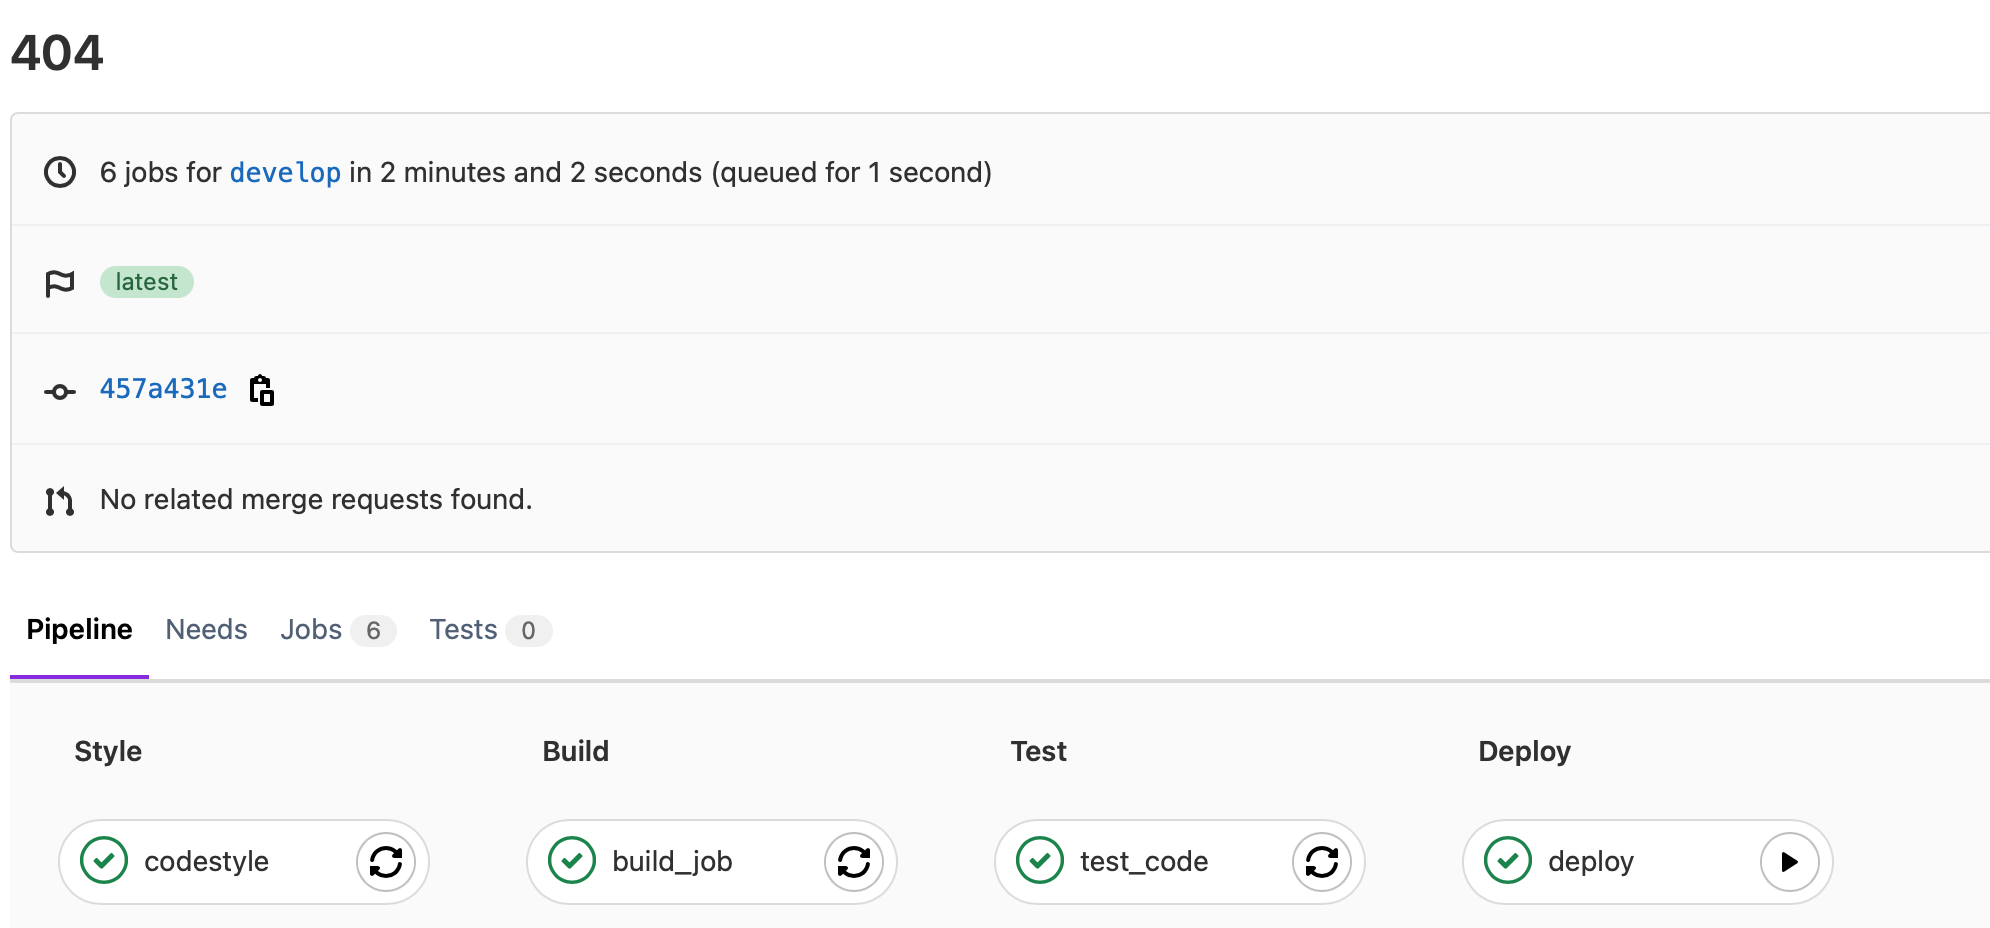 404
6 jobs for develop in 2 minutes and 2 seconds (queued for 1 second)
latest
457a431e
No related merge requests found.
Pipeline Needs Jobs 6 Tests 0
Style Build Test Deploy
codestyle build_job test_code deploy